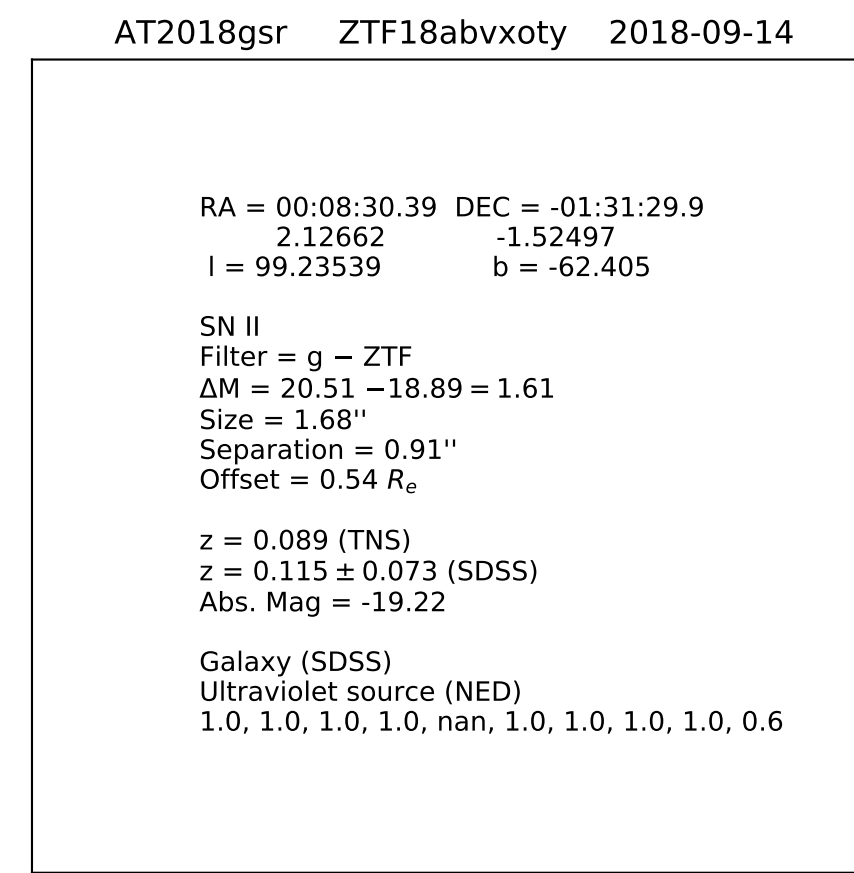 AT2018gsr ZTF18abvxoty 2018-09-14
RA = 00:08:30.39 DEC = -01:31:29.9
2.12662 -1.52497
l = 99.23539 b = -62.405
SN II
Filter = g − ZTF
ΔM = 20.51 −18.89 = 1.61
Size = 1.68''
Separation = 0.91''
Offset = 0.54 Rₑ
z = 0.089 (TNS)
z = 0.115 ± 0.073 (SDSS)
Abs. Mag = -19.22
Galaxy (SDSS)
Ultraviolet source (NED)
1.0, 1.0, 1.0, 1.0, nan, 1.0, 1.0, 1.0, 1.0, 0.6